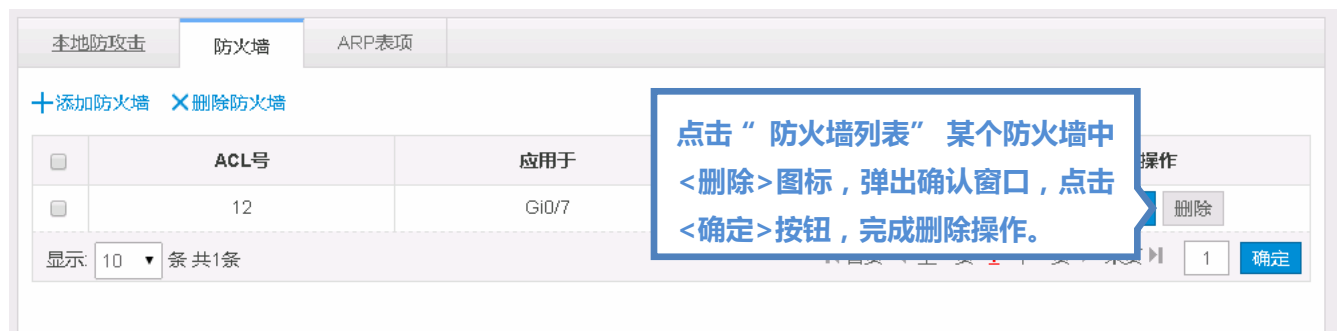 本地防攻击 防火墙 ARP表项
添加防火墙 删除防火墙
ACL号 应用于 操作
12 Gi0/7 删除
点击“ 防火墙列表” 某个防火墙中
<删除>图标，弹出确认窗口，点击
<确定>按钮，完成删除操作。
显示: 10 条 共1条 1 确定